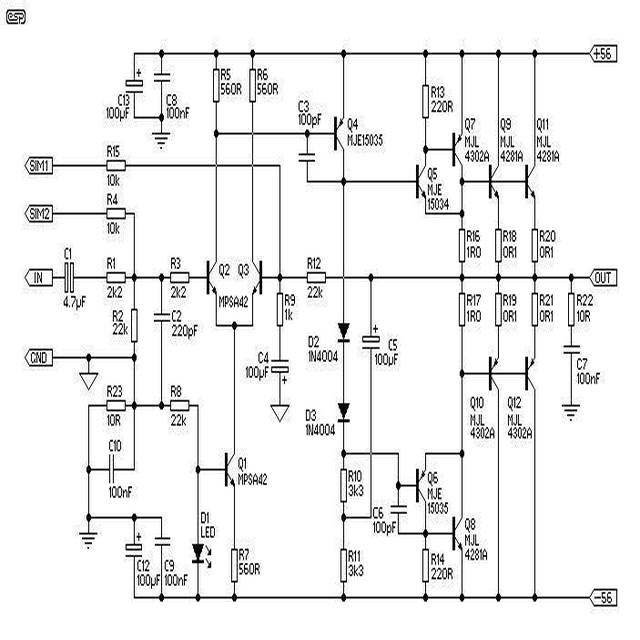 esp
+56
R5
560R
R6
560R
R13
220R
C13
100µF
C8
100nF
C3
100pF
Q4
MJE15035
Q7
MJL
4302A
Q9
MJL
4281A
Q11
MJL
4281A
SIM1
R15
10k
Q5
MJE
15034
SIM2
R4
10k
R16
1R0
R18
0R1
R20
0R1
C1
4.7µF
IN
R1
2k2
R3
2k2
Q2
Q3
MPSA42
R12
22k
OUT
R2
22k
C2
220pF
R9
1k
R17
1R0
R19
0R1
R21
0R1
R22
10R
D2
1N4004
C5
100µF
GND
C4
100µF
C7
100nF
R23
10R
R8
22k
D3
1N4004
Q10
MJL
4302A
Q12
MJL
4302A
C10
100nF
Q1
MPSA42
R10
3k3
Q6
MJE
15035
C6
100pF
D1
LED
Q8
MJL
4281A
C12
100µF
C9
100nF
R7
560R
R11
3k3
R14
220R
-56